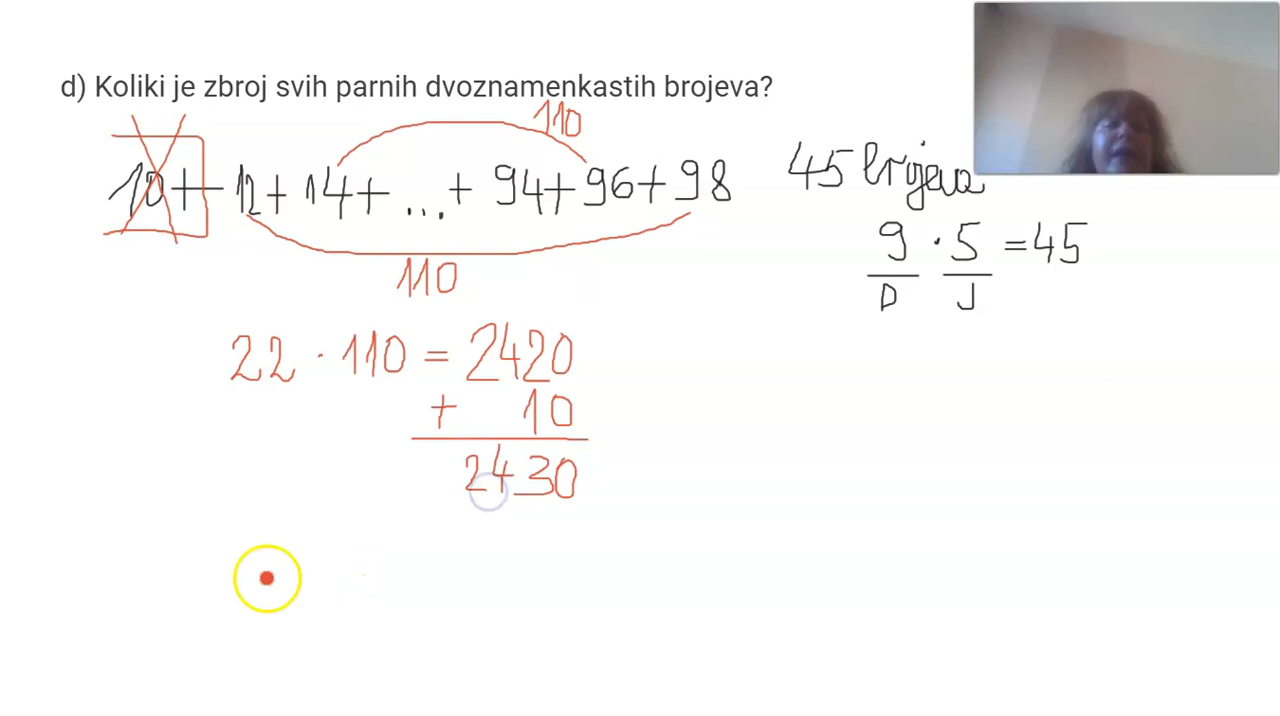 d) Koliki je zbroj svih parnih dvoznamenkastih brojeva?
110
10+ 12+ 14+ ... + 94+96+98
45 brojeva
9 · 5 = 45
D J
110
22 · 110 = 2420
+ 10
2430